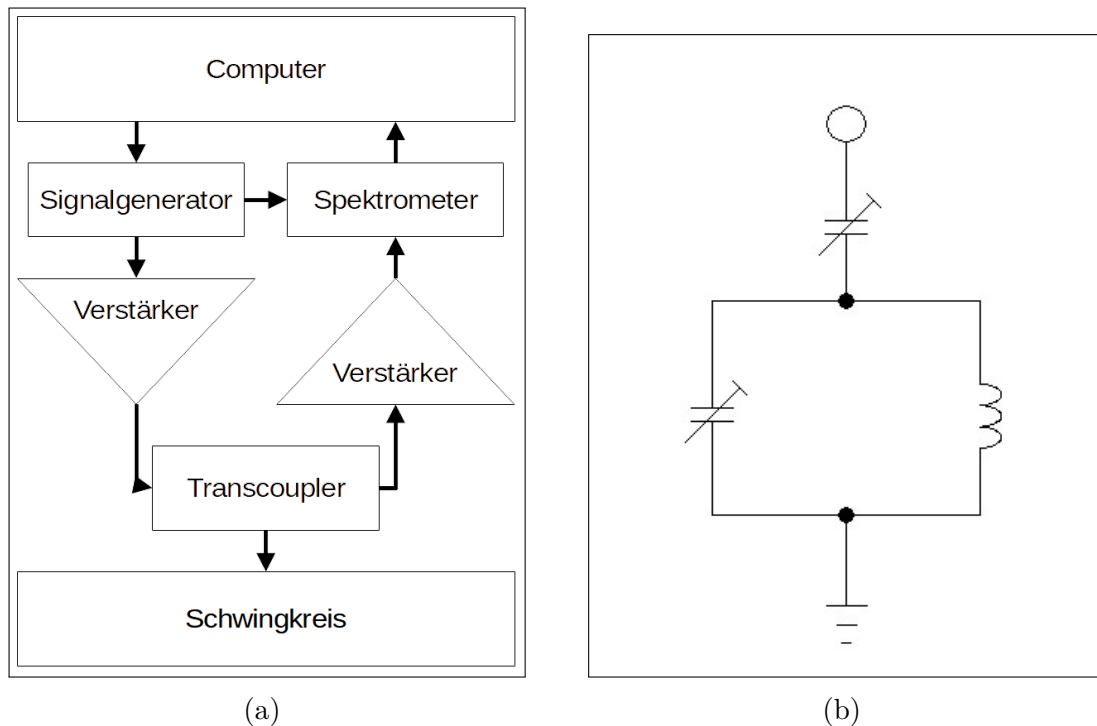 Computer
Signalgenerator
Spektrometer
Verstärker
Verstärker
Transcoupler
Schwingkreis
(a)
(b)